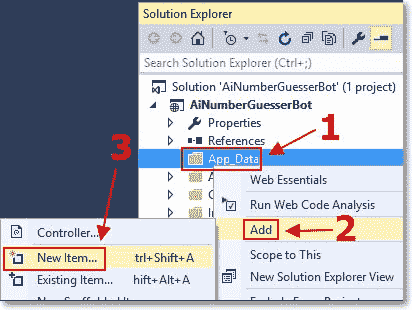 Solution Explorer
Search Solution Explorer (Ctrl+;)
Solution 'AiNumberGuesserBot' (1 project)
AiNumberGuesserBot
Properties
References
1
App_Data
3
Web Essentials
Run Web Code Analysis
Controller...
Add
2
New Item... trl+Shift+A
Scope to This
Existing Item... hift+Alt+A
New Solution Explorer View